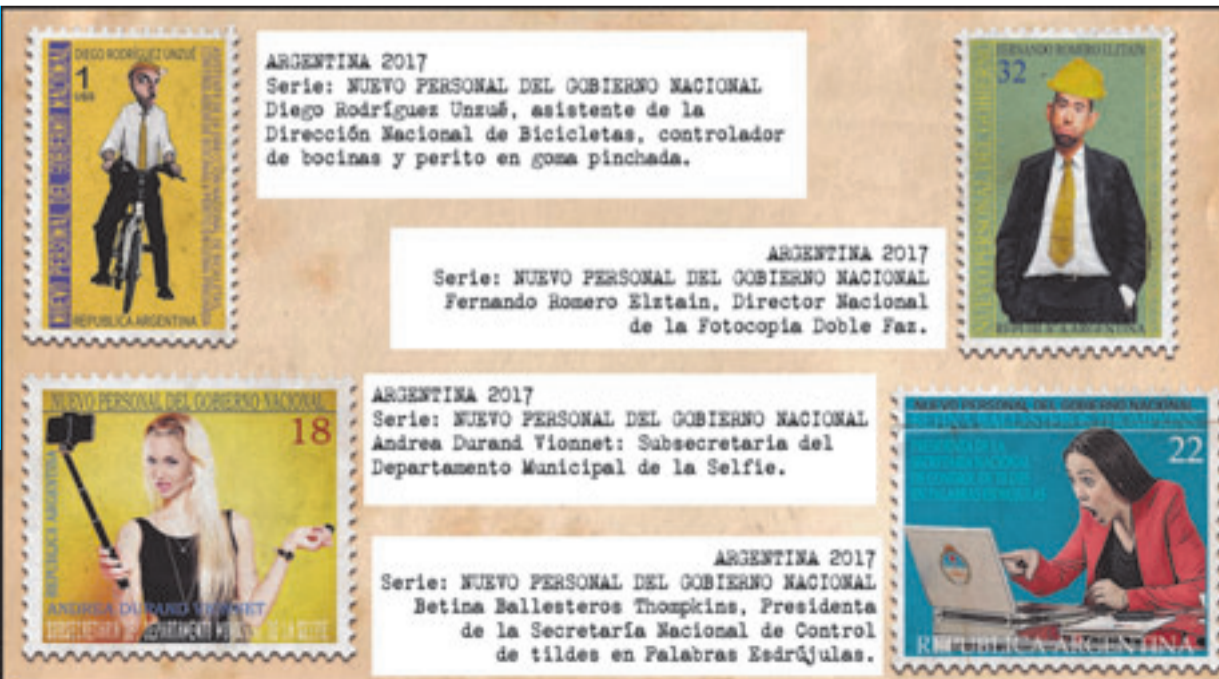 DIEGO RODRÍGUEZ UNZUÉ
1
NUEVO PERSONAL DEL GOBIERNO NACIONAL
REPUBLICA ARGENTINA
ARGENTINA 2017
Serie: NUEVO PERSONAL DEL GOBIERNO NACIONAL
Diego Rodríguez Unzué, asistente de la
Dirección Nacional de Bicicletas, controlador
de bocinas y perito en goma pinchada.
FERNANDO ROMERO ELZTAIN
32
REPUBLICA ARGENTINA
ARGENTINA 2017
Serie: NUEVO PERSONAL DEL GOBIERNO NACIONAL
Fernando Romero Elztain, Director Nacional
de la Fotocopia Doble Faz.
NUEVO PERSONAL DEL GOBIERNO NACIONAL
18
REPUBLICA ARGENTINA
ANDREA DURAND VIONNET
ARGENTINA 2017
Serie: NUEVO PERSONAL DEL GOBIERNO NACIONAL
Andrea Durand Vionnet: Subsecretaria del
Departamento Municipal de la Selfie.
NUEVO PERSONAL DEL GOBIERNO NACIONAL
22
REPUBLICA ARGENTINA
ARGENTINA 2017
Serie: NUEVO PERSONAL DEL GOBIERNO NACIONAL
Betina Ballesteros Thompkins, Presidenta
de la Secretaría Nacional de Control
de tildes en Palabras Esdrújulas.